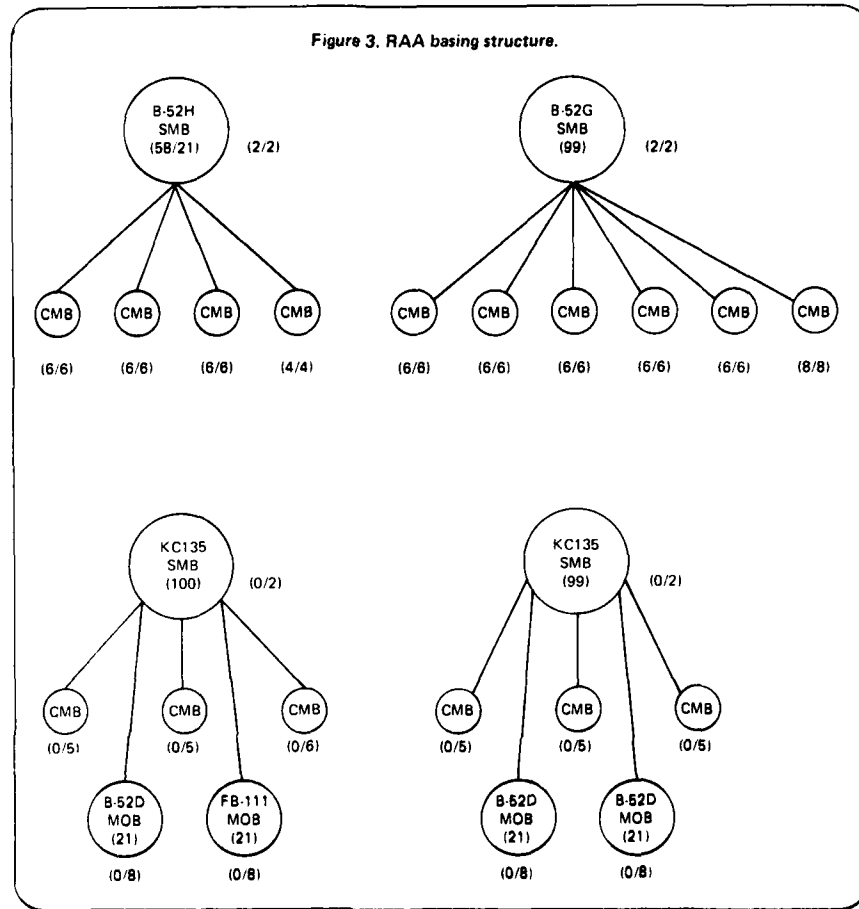 Figure 3. RAA basing structure.
B-52H
SMB
(58/21)
(2/2)
B-52G
SMB
(99)
(2/2)
CMB CMB CMB CMB
CMB CMB CMB CMB CMB CMB
(6/6) (6/6) (6/6) (4/4)
(6/6) (6/6) (6/6) (6/6) (6/6) (8/8)
KC135
SMB
(100)
(0/2)
KC135
SMB
(99)
(0/2)
CMB CMB CMB
(0/5) (0/5) (0/6)
B-52D
MOB
(21)
(0/8)
FB-111
MOB
(21)
(0/8)
CMB CMB CMB
(0/5) (0/5) (0/5)
B-52D
MOB
(21)
(0/8)
B-52D
MOB
(21)
(0/8)